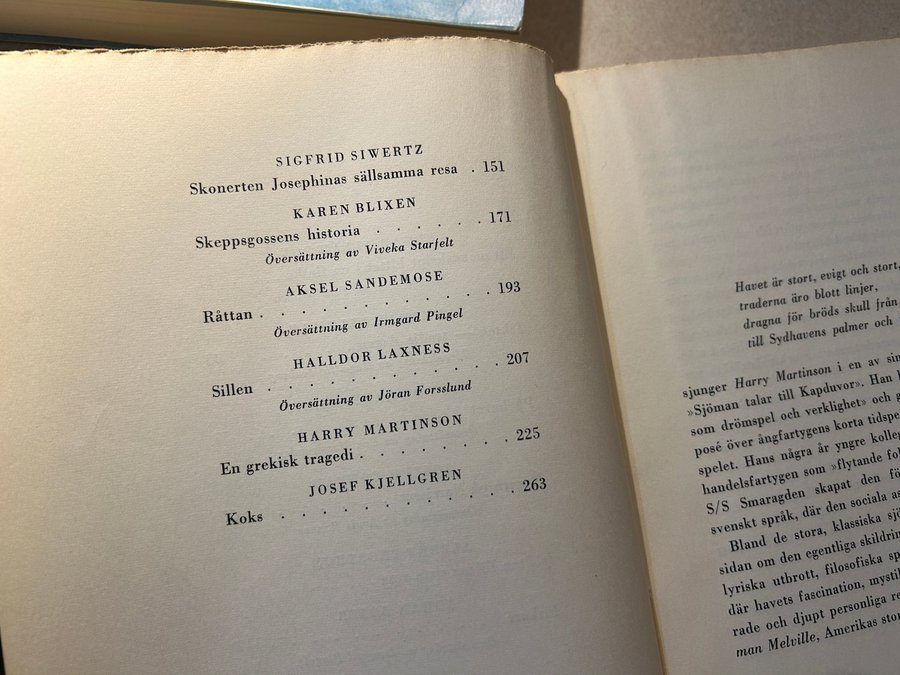 SIGFRID SIWERTZ
Skonerten Josephinas sällsamma resa . 151
KAREN BLIXEN
Skeppsgossens historia . . . . . . 171
Översättning av Viveka Starfelt
AKSEL SANDEMOSE
Råttan . . . . . . . . . . . 193
Översättning av Irmgard Pingel
HALLDOR LAXNESS
Sillen . . . . . . . . . . . 207
Översättning av Jöran Forsslund
HARRY MARTINSON
En grekisk tragedi . . . . . . . 225
JOSEF KJELLGREN
Koks . . . . . . . . . . . 263
Havet är stort, evigt och stort,
traderna äro blott linjer,
dragna för bröds skull från
till Sydhavens palmer och
sjunger Harry Martinson i en av
»Sjöman talar till Kapduvor». Han
som drömspel och verklighet» och
posé över ångfartygens korta
spelet. Hans några år yngre
handelsfartygen som »flytande
S/S Smaragden skapat den
svenskt språk, där den sociala
Bland de stora, klassiska
sidan om den egentliga
lyriska utbrott, filosofiska
där havets fascination,
rade och djupt personliga
man Melville, Amerikas